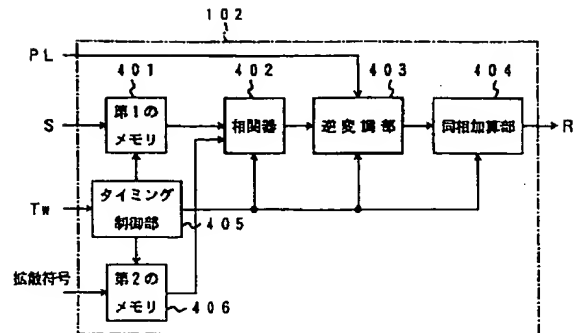 102
PL
401
402
403
404
S
第1の
メモリ
相関器
逆変調部
同相加算部
R
Tw
タイミング
制御部
405
拡散符号
第2の
メモリ
406